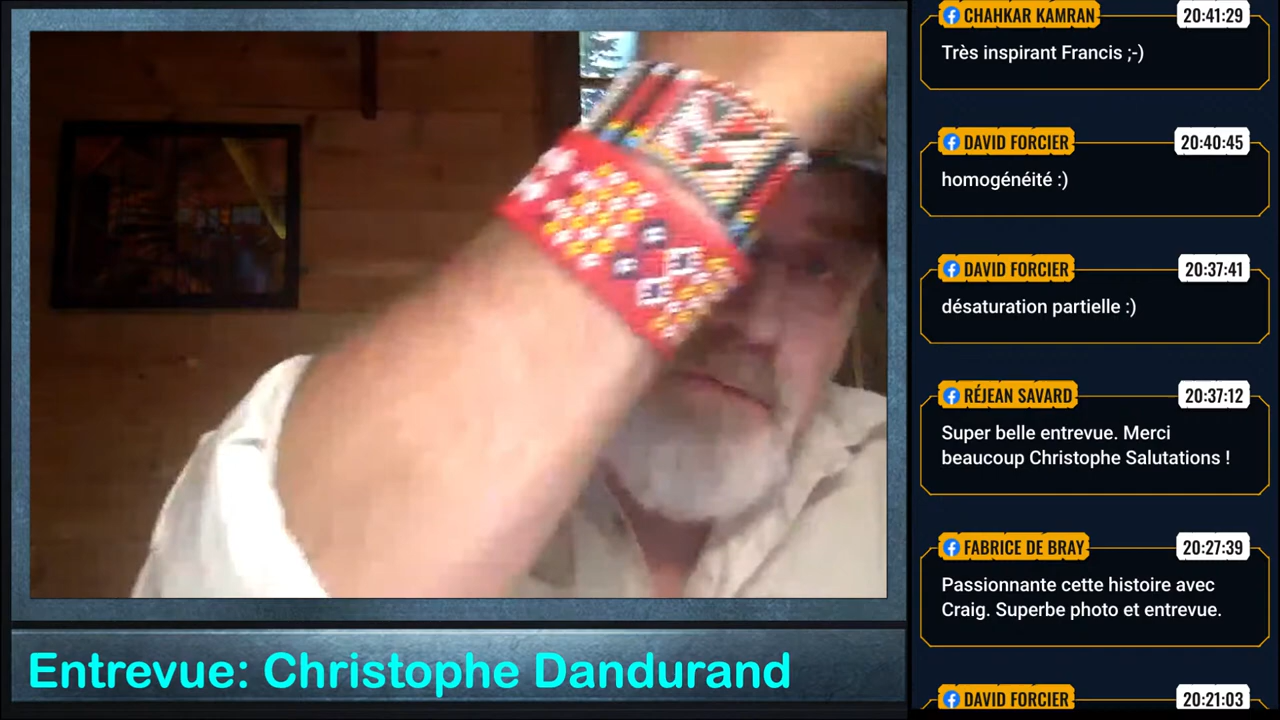 Entrevue: Christophe Dandurand
CHAHKAR KAMRAN 20:41:29
Très inspirant Francis ;-)
DAVID FORCIER 20:40:45
homogénéité :)
DAVID FORCIER 20:37:41
désaturation partielle :)
RÉJEAN SAVARD 20:37:12
Super belle entrevue. Merci
beaucoup Christophe Salutations !
FABRICE DE BRAY 20:27:39
Passionnante cette histoire avec
Craig. Superbe photo et entrevue.
DAVID FORCIER 20:21:03